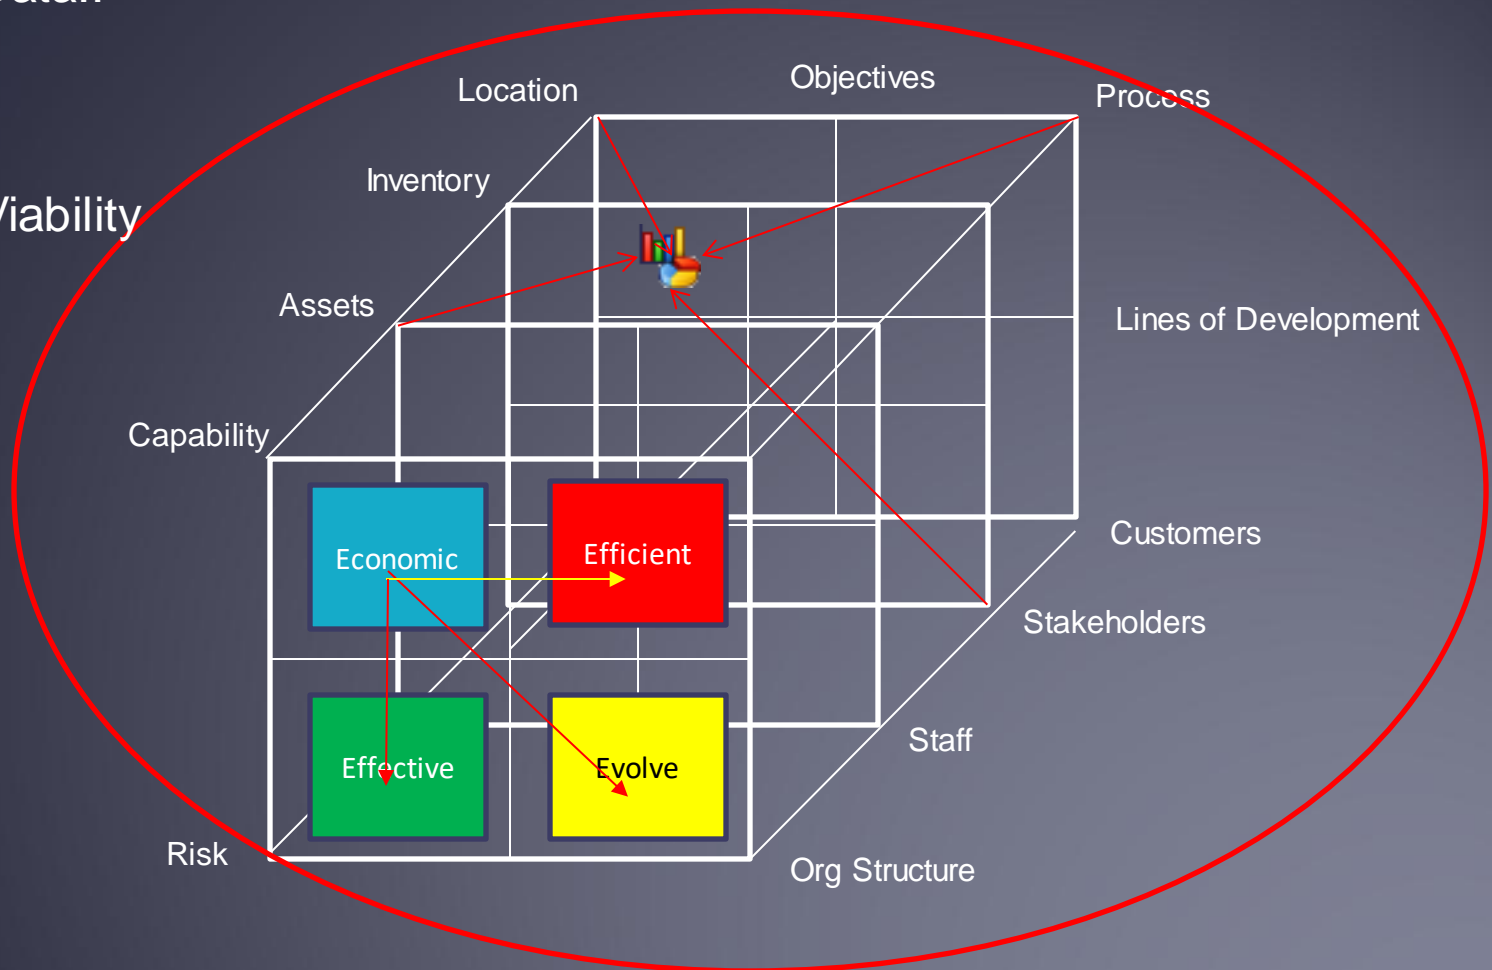 Objectives
Location
Process
Inventory
Viability
Assets
Lines of Development
Capability
Customers
Economic
Efficient
Stakeholders
Staff
Effective
Evolve
Risk
Org Structure